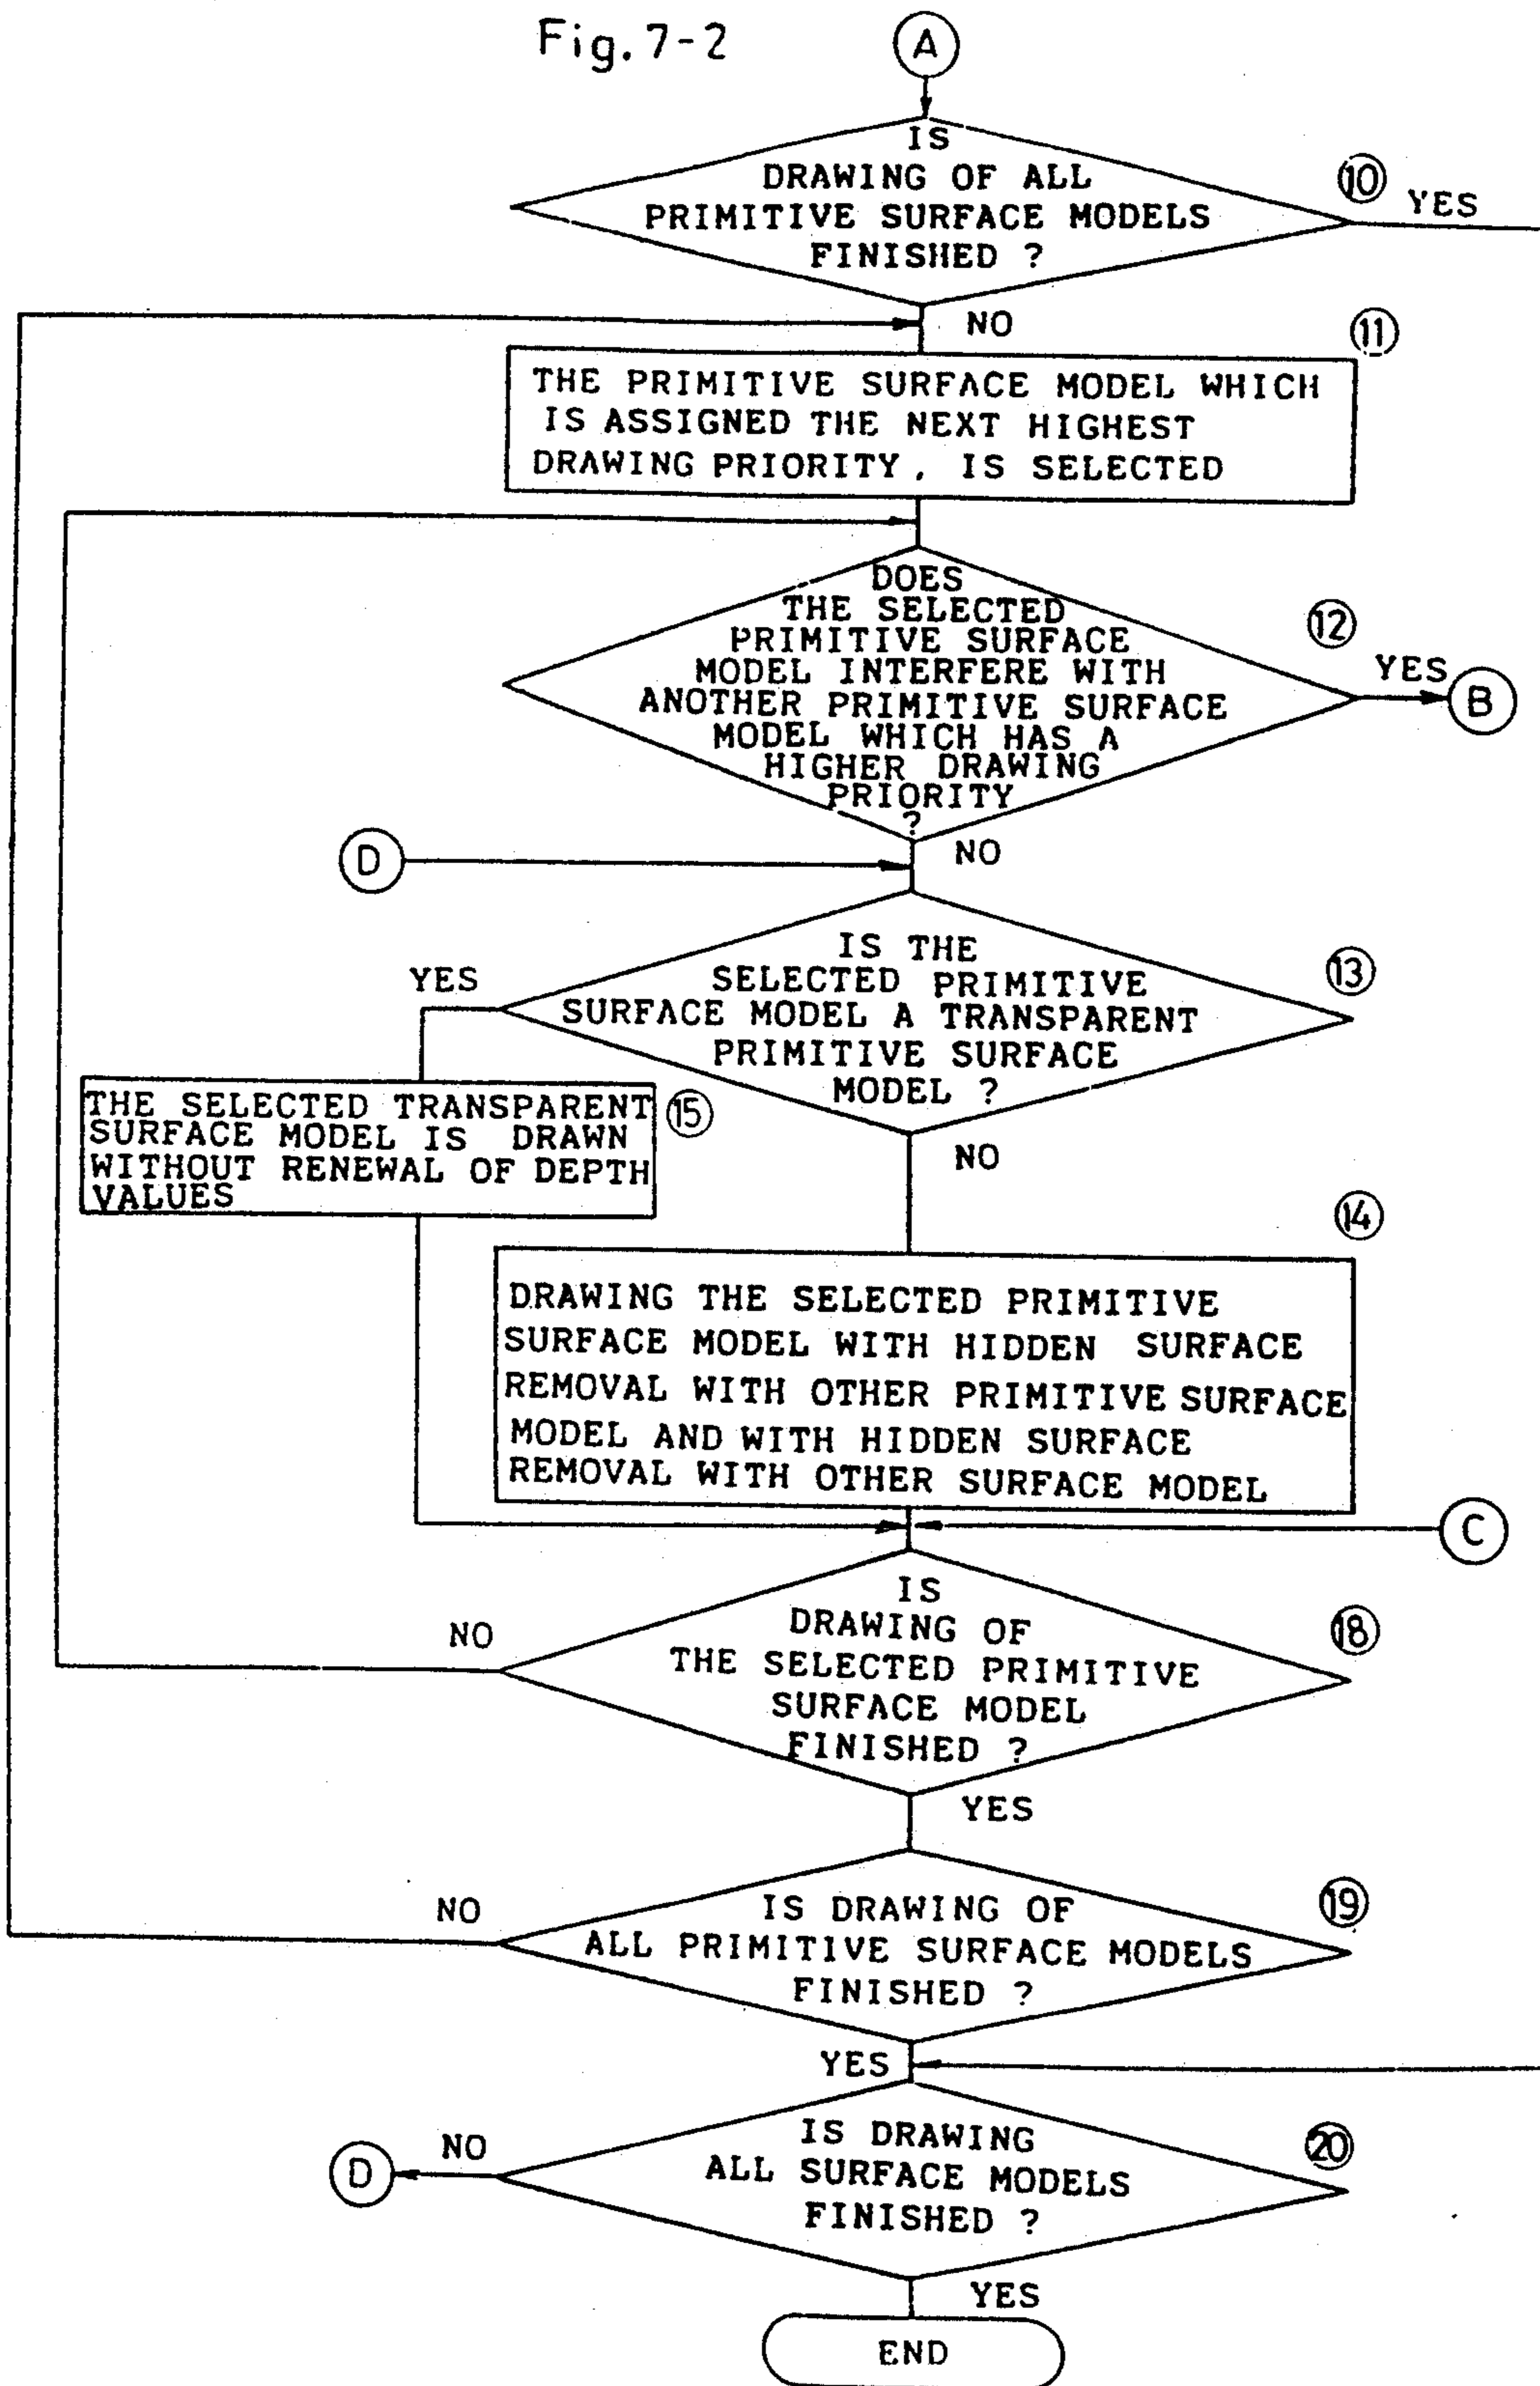 Fig. 7-2
A
IS
DRAWING OF ALL
PRIMITIVE SURFACE MODELS
FINISHED ?
10
YES
NO
11
THE PRIMITIVE SURFACE MODEL WHICH
IS ASSIGNED THE NEXT HIGHEST
DRAWING PRIORITY, IS SELECTED
DOES
THE SELECTED
PRIMITIVE SURFACE
MODEL INTERFERE WITH
ANOTHER PRIMITIVE SURFACE
MODEL WHICH HAS A
HIGHER DRAWING
PRIORITY
?
12
YES
B
NO
D
IS THE
SELECTED PRIMITIVE
SURFACE MODEL A TRANSPARENT
PRIMITIVE SURFACE
MODEL ?
13
YES
THE SELECTED TRANSPARENT
SURFACE MODEL IS DRAWN
WITHOUT RENEWAL OF DEPTH
VALUES
15
NO
14
DRAWING THE SELECTED PRIMITIVE
SURFACE MODEL WITH HIDDEN SURFACE
REMOVAL WITH OTHER PRIMITIVE SURFACE
MODEL AND WITH HIDDEN SURFACE
REMOVAL WITH OTHER SURFACE MODEL
C
IS
DRAWING OF
THE SELECTED PRIMITIVE
SURFACE MODEL
FINISHED ?
18
NO
YES
IS DRAWING OF
ALL PRIMITIVE SURFACE MODELS
FINISHED ?
19
NO
YES
IS DRAWING
ALL SURFACE MODELS
FINISHED ?
20
NO
D
YES
END